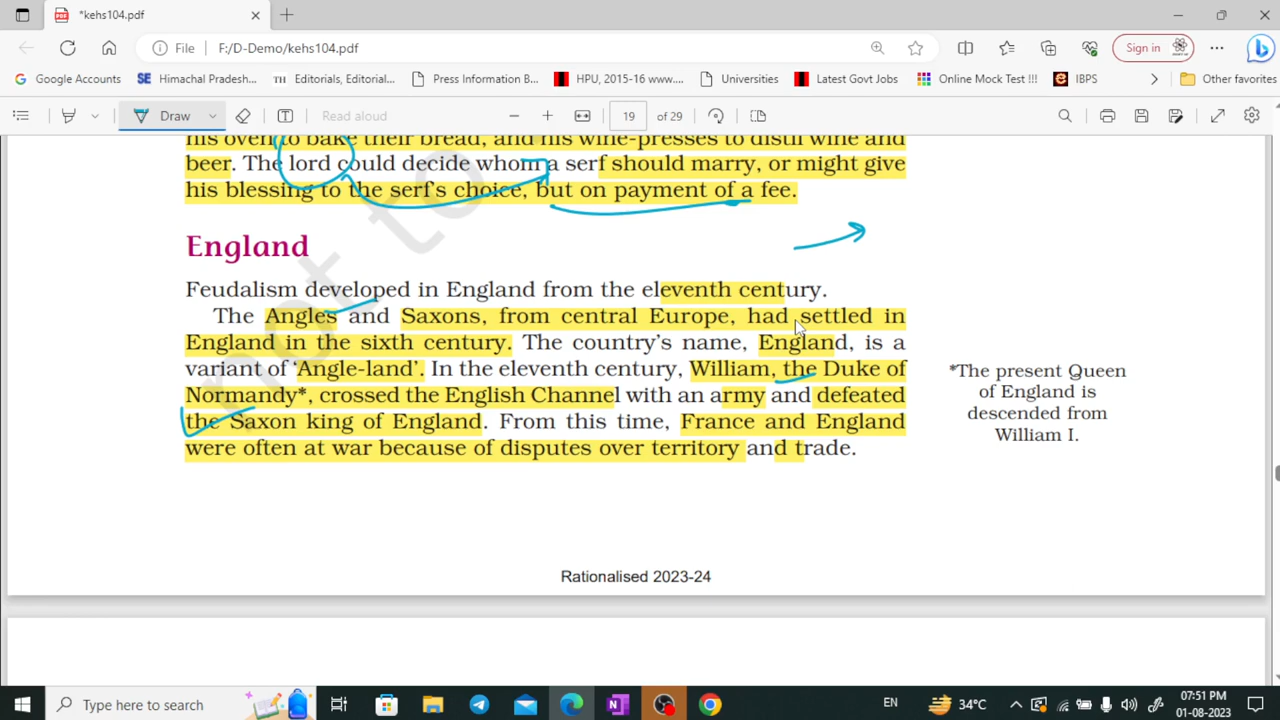 *kehs104.pdf
File F:/D-Demo/kehs104.pdf Sign in
Google Accounts SE Himachal Pradesh... TH Editorials, Editorial... Press Information B... HPU, 2015-16 www.... Universities Latest Govt Jobs Online Mock Test !!! IBPS Other favorites
Draw Read aloud 19 of 29
his oven to bake their bread, and his wine-presses to distil wine and
beer. The lord could decide whom a serf should marry, or might give
his blessing to the serf's choice, but on payment of a fee.
England
Feudalism developed in England from the eleventh century.
The Angles and Saxons, from central Europe, had settled in
England in the sixth century. The country's name, England, is a
variant of 'Angle-land'. In the eleventh century, William, the Duke of
Normandy*, crossed the English Channel with an army and defeated
the Saxon king of England. From this time, France and England
were often at war because of disputes over territory and trade.
*The present Queen
of England is
descended from
William I.
not to
Rationalised 2023-24
Type here to search EN 34°C 07:51 PM
01-08-2023